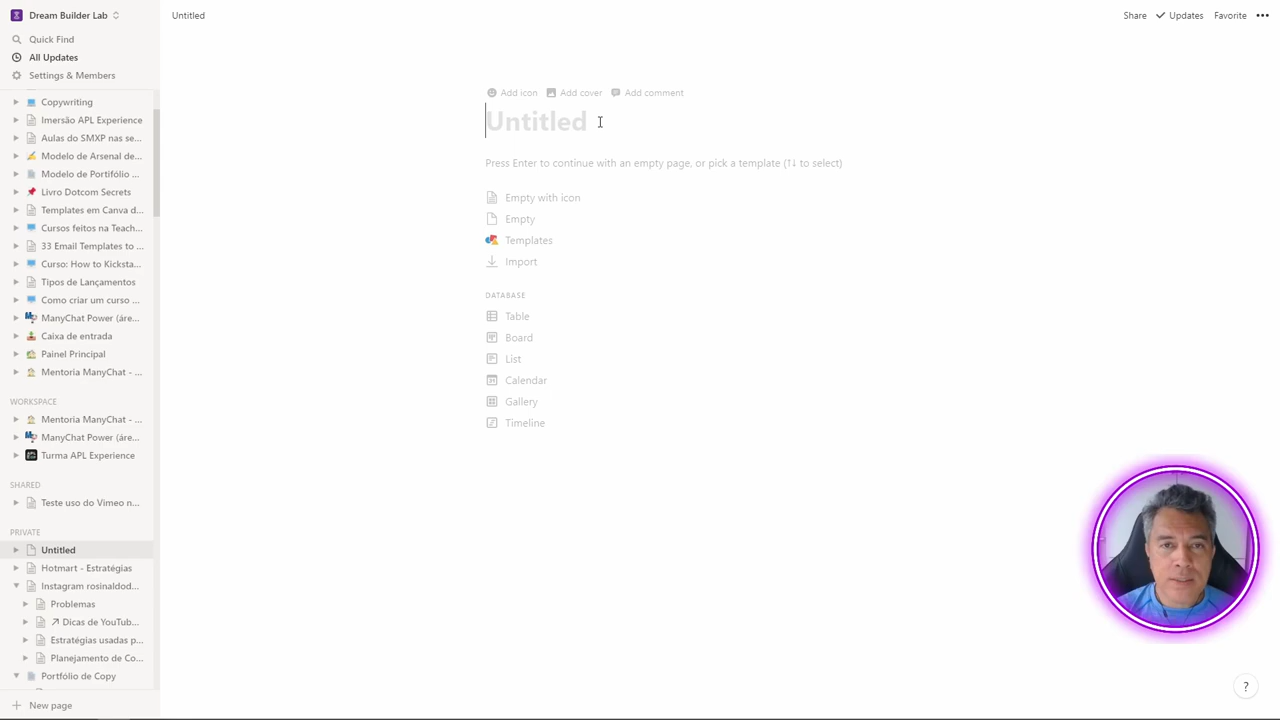 Dream Builder Lab
Quick Find
All Updates
Settings & Members
Copywriting
Imersão APL Experience
Aulas do SMXP nas se...
Modelo de Arsenal de...
Modelo de Portifólio ...
Livro Dotcom Secrets
Templates em Canva d...
Cursos feitos na Teach...
33 Email Templates to ...
Curso: How to Kicksta...
Tipos de Lançamentos
Como criar um curso ...
ManyChat Power (áre...
Caixa de entrada
Painel Principal
Mentoria ManyChat - ...
WORKSPACE
Mentoria ManyChat - ...
ManyChat Power (áre...
Turma APL Experience
SHARED
Teste uso do Vimeo n...
PRIVATE
Untitled
Hotmart - Estratégias
Instagram rosinaldod...
Problemas
Dicas de YouTub...
Estratégias usadas p...
Planejamento de Co...
Portfólio de Copy
New page
Untitled
Share Updates Favorite
Add icon Add cover Add comment
Untitled
Press Enter to continue with an empty page, or pick a template (↑↓ to select)
Empty with icon
Empty
Templates
Import
DATABASE
Table
Board
List
Calendar
Gallery
Timeline
?